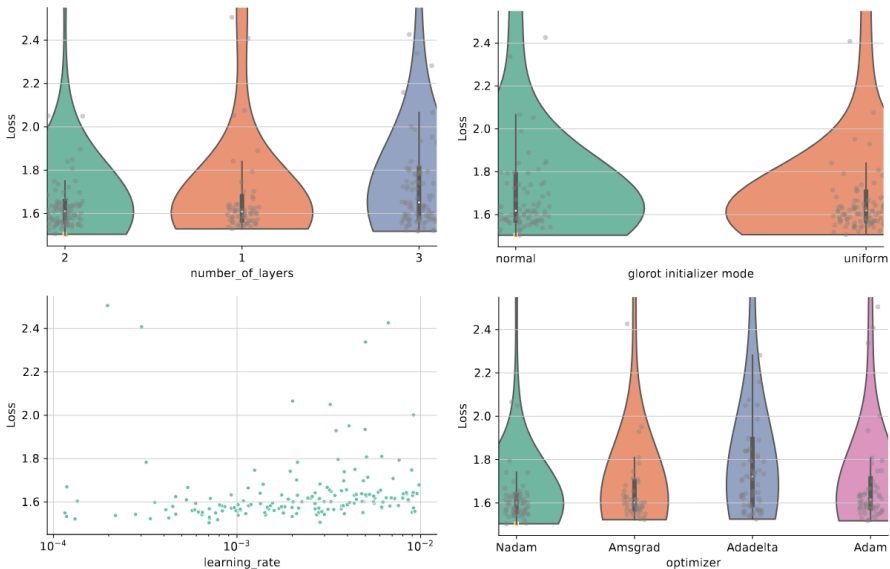 2.4
2.2
2.0
1.8
1.6
Loss
2
1
3
number_of_layers
2.4
2.2
2.0
1.8
1.6
Loss
normal
uniform
glorot initializer mode
2.4
2.2
2.0
1.8
1.6
Loss
10⁻⁴
10⁻³
10⁻²
learning_rate
2.4
2.2
2.0
1.8
1.6
Loss
Nadam
Amsgrad
Adadelta
Adam
optimizer